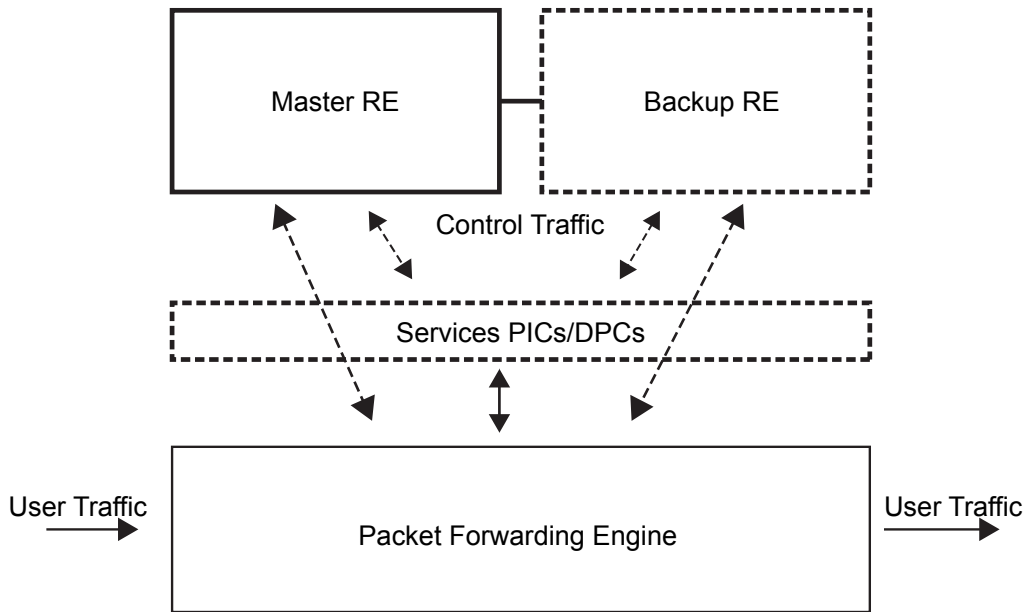 Master RE
Backup RE
Control Traffic
Services PICs/DPCs
User Traffic
User Traffic
Packet Forwarding Engine